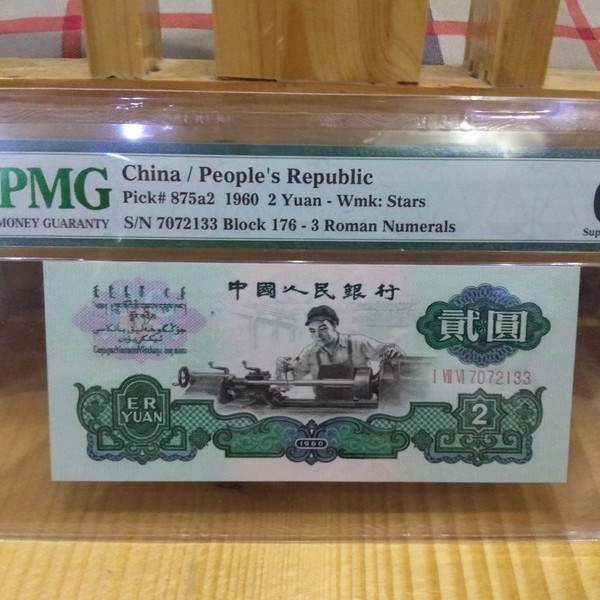 PMG
MONEY GUARANTY
China / People's Republic
Pick# 875a2 1960 2 Yuan - Wmk: Stars
S/N 7072133 Block 176 - 3 Roman Numerals
中國人民銀行
貳圓
I VII VI 7072133
ER
YUAN
2
1960